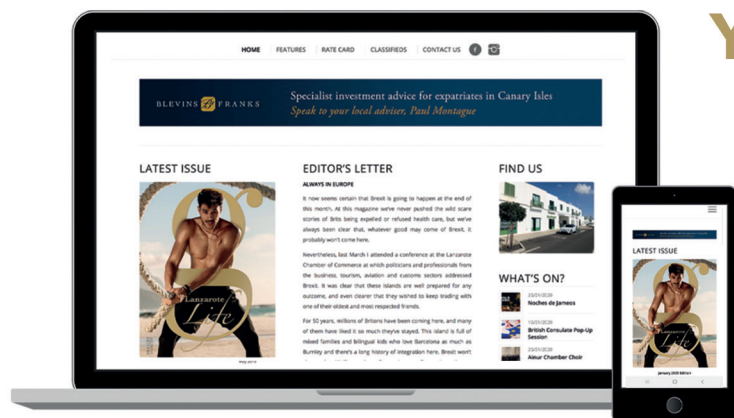 Y
HOME FEATURES RATE CARD CLASSIFIEDS CONTACT US
BLEVINS BF FRANKS
Specialist investment advice for expatriates in Canary Isles
Speak to your local adviser, Paul Montague
LATEST ISSUE
Lanzarote
Life
EDITOR'S LETTER
ALWAYS IN EUROPE
It now seems certain that Brexit is going to happen at the end of
this month. At this magazine we've never pushed the wild scare
stories of Brits being expelled or refused health care, but we've
always been clear that, whatever good may come of Brexit, it
probably won't come here.
Nevertheless, last March I attended a conference at the Lanzarote
Chamber of Commerce at which politicians and professionals from
the business, tourism, aviation and customs sectors addressed
Brexit. It was clear that these islands are well prepared for any
outcome, and even clearer that they wished to keep trading with
one of their oldest and most respected friends.
For 50 years, millions of Britons have been coming here, and many
of them have liked it so much they've stayed. This island is full of
mixed families and bilingual kids who love Barcelona as much as
Burnley and there's a long history of integration here. Brexit won't
FIND US
WHAT'S ON?
Noches de Jameos
British Consulate Pop-Up
Session
Ainur Chamber Choir
LATEST ISSUE
Lanzarote
Life
January 2020 Edition